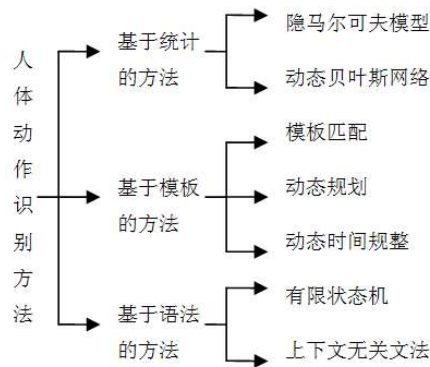 人体动作识别方法
基于统计
的方法
隐马尔可夫模型
动态贝叶斯网络
基于模板
的方法
模板匹配
动态规划
动态时间规整
基于语法
的方法
有限状态机
上下文无关文法